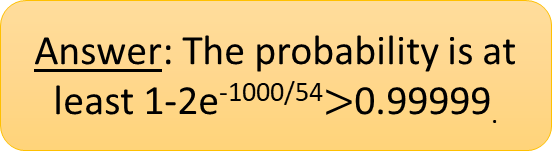 Answer: The probability is at
least 1-2e^-1000/54>0.99999.